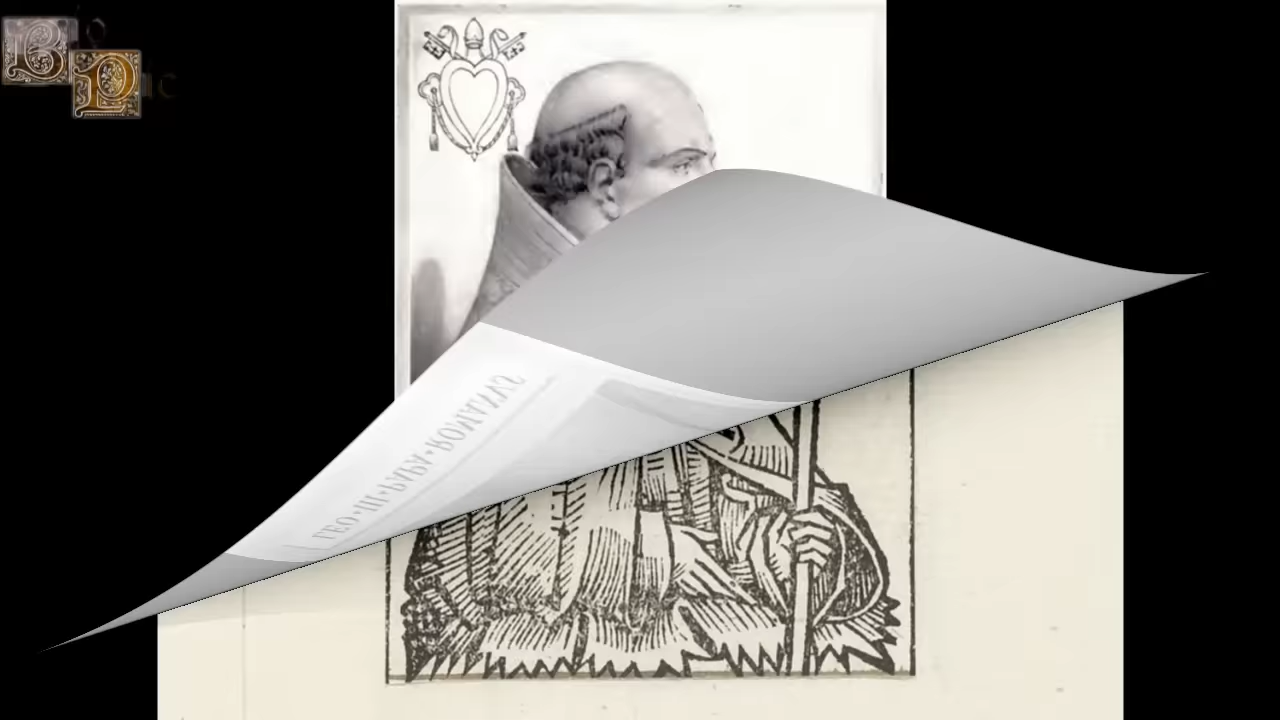 B
D
LEO • III • PAPA • ROMANVS